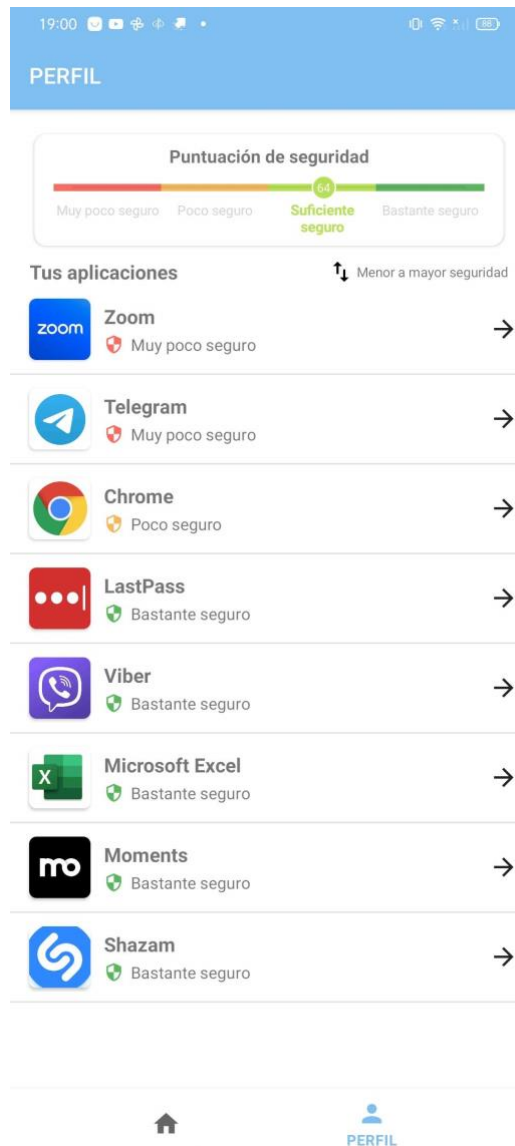 19:00
88
PERFIL
Puntuación de seguridad
64
Muy poco seguro
Poco seguro
Suficiente
seguro
Bastante seguro
Tus aplicaciones
Menor a mayor seguridad
zoom
Zoom
Muy poco seguro
Telegram
Muy poco seguro
Chrome
Poco seguro
LastPass
Bastante seguro
Viber
Bastante seguro
X
Microsoft Excel
Bastante seguro
mo
Moments
Bastante seguro
Shazam
Bastante seguro
PERFIL